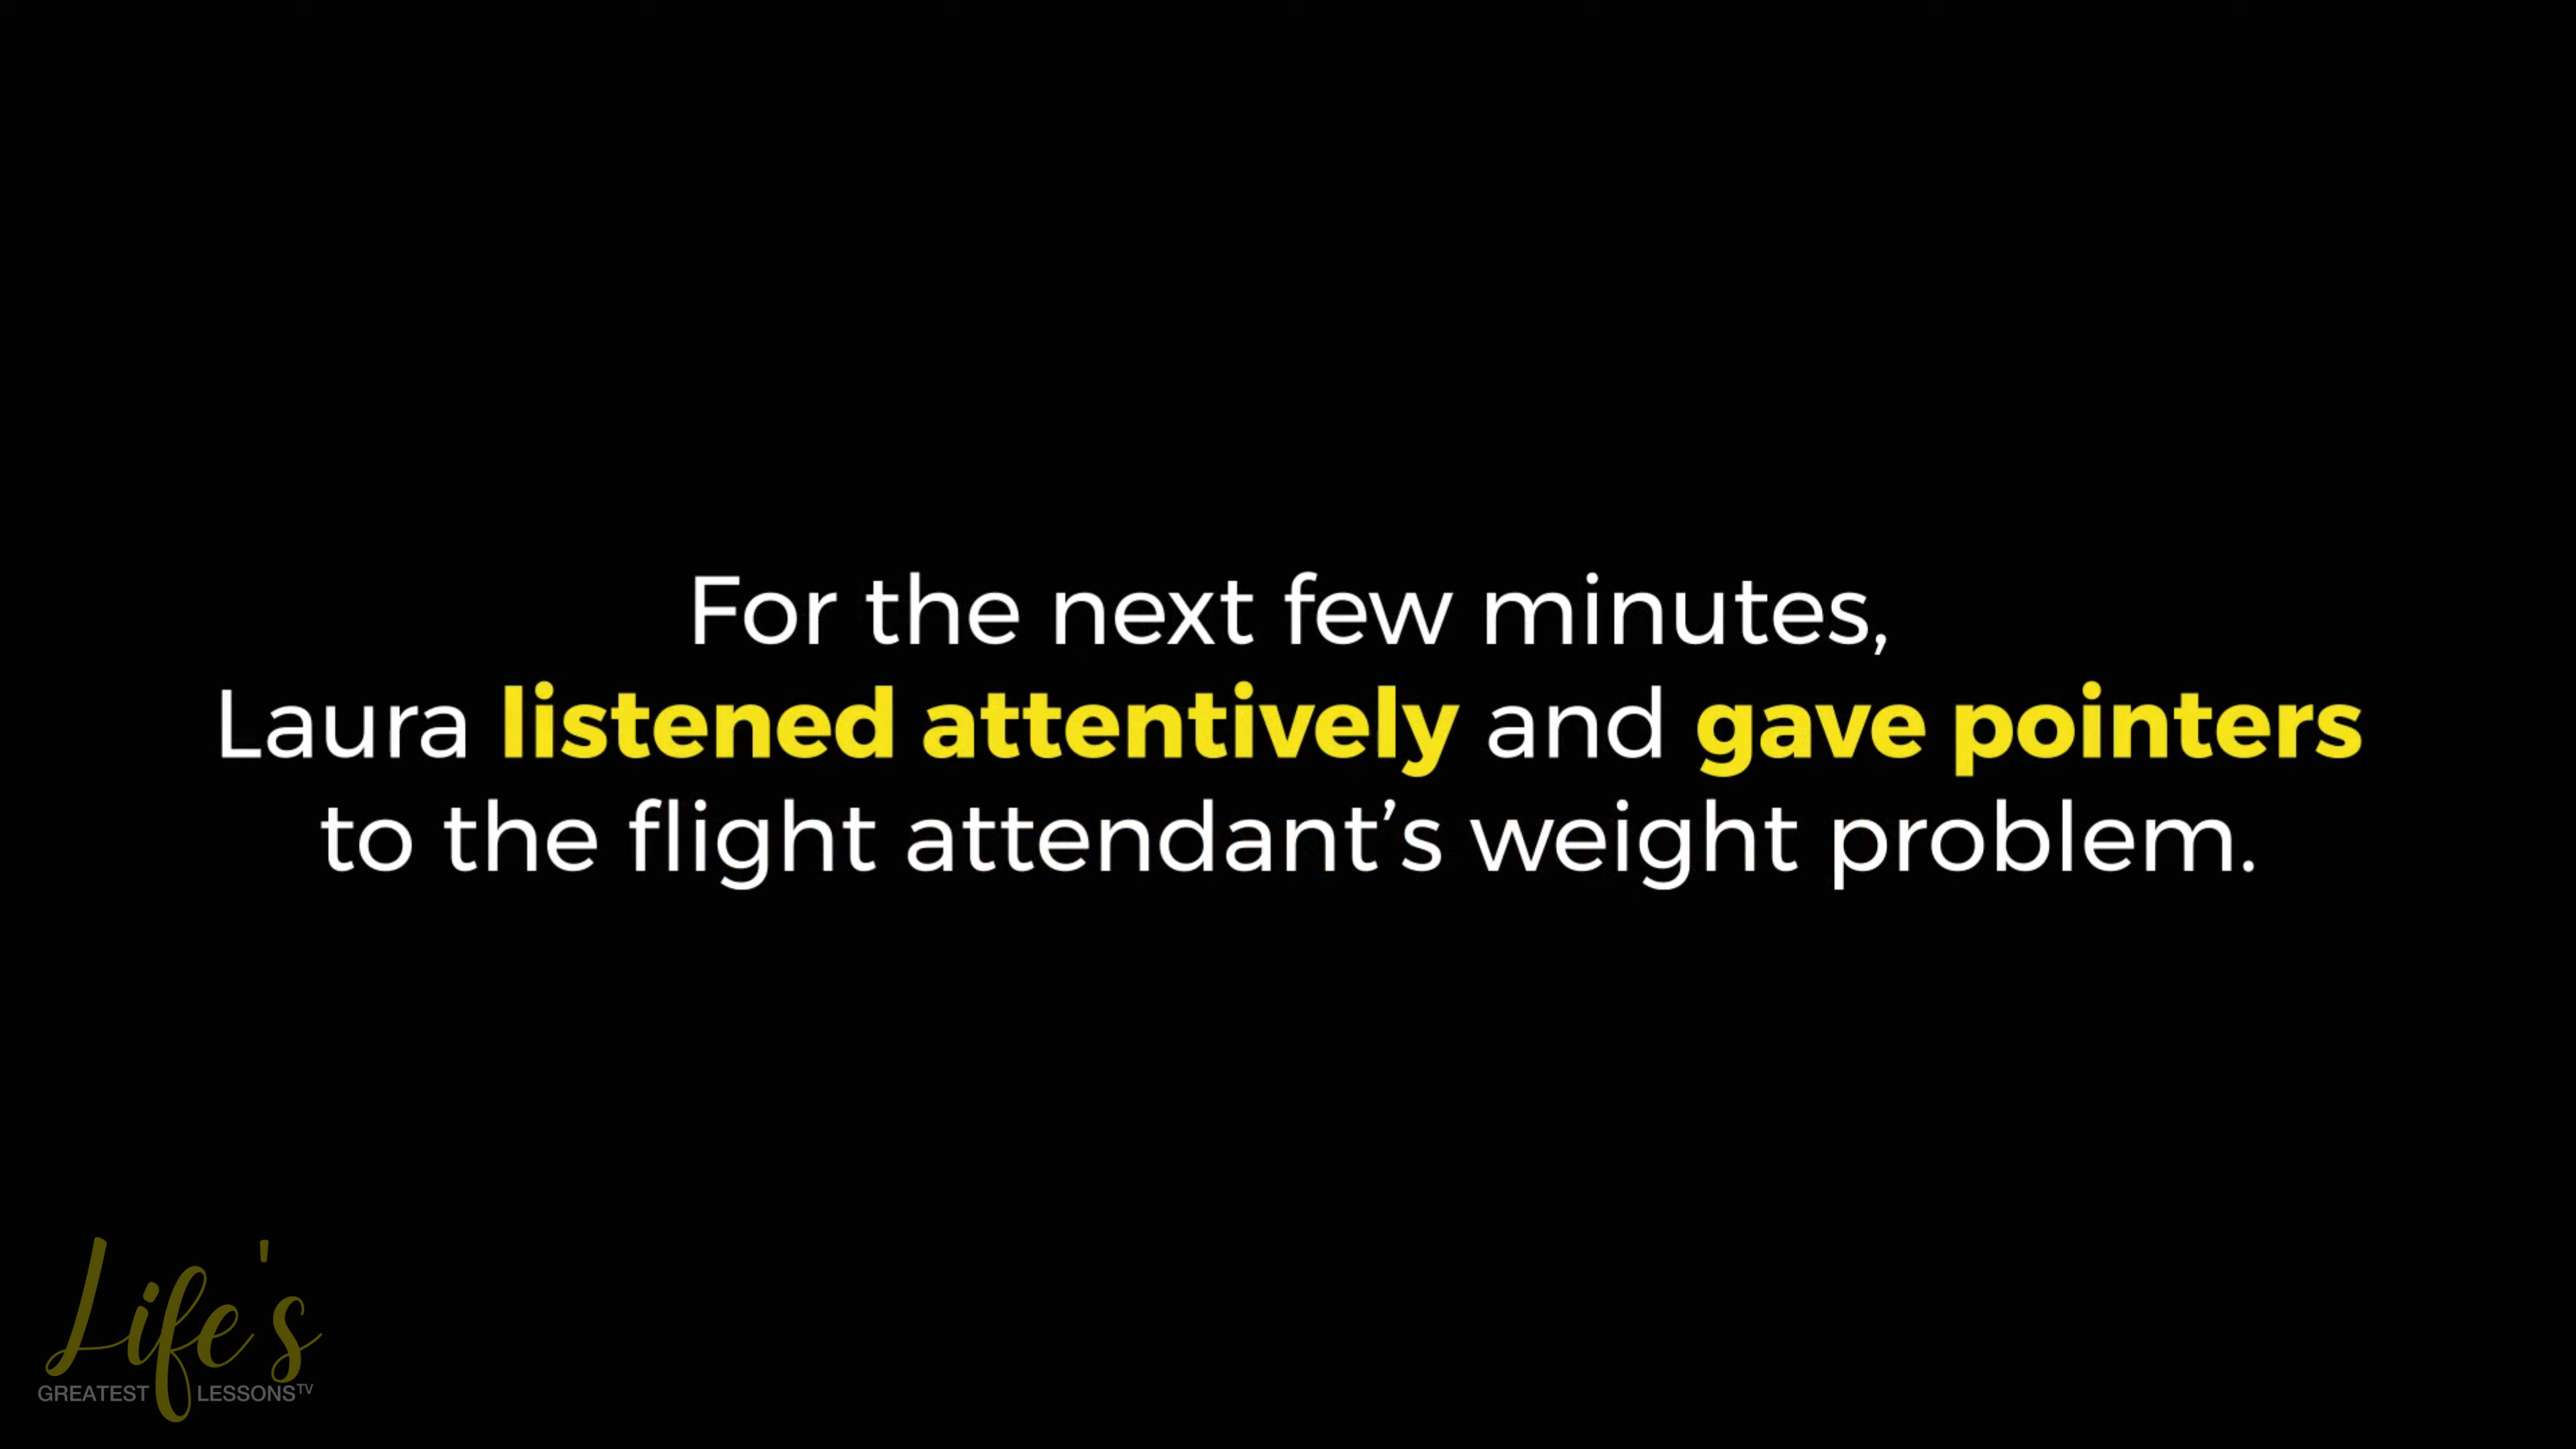 For the next few minutes,
Laura listened attentively and gave pointers
to the flight attendant’s weight problem.
Life's
GREATEST LESSONS TV